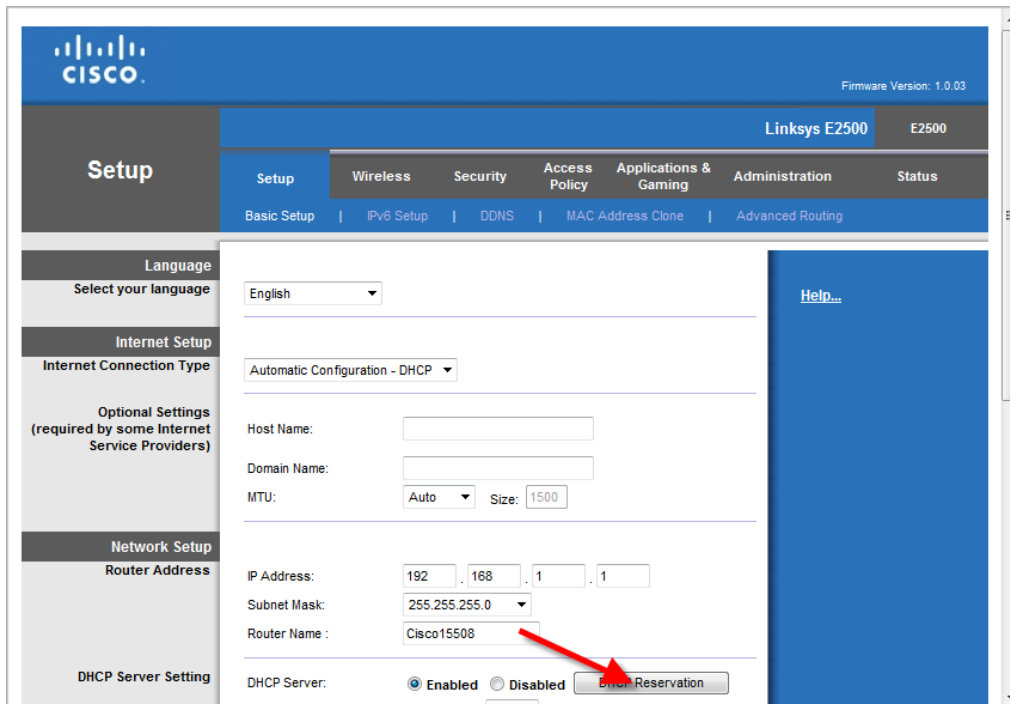 CISCO.
Firmware Version: 1.0.03
Linksys E2500
E2500
Setup
Setup
Wireless
Security
Access Policy
Applications & Gaming
Administration
Status
Basic Setup | IPv6 Setup | DDNS | MAC Address Clone | Advanced Routing
Language
Select your language
English
Help...
Internet Setup
Internet Connection Type
Automatic Configuration - DHCP
Optional Settings
(required by some Internet
Service Providers)
Host Name:
Domain Name:
MTU:
Auto
Size:
1500
Network Setup
Router Address
IP Address:
192 . 168 . 1 . 1
Subnet Mask:
255.255.255.0
Router Name :
Cisco15508
DHCP Server Setting
DHCP Server:
Enabled
Disabled
DHCP Reservation